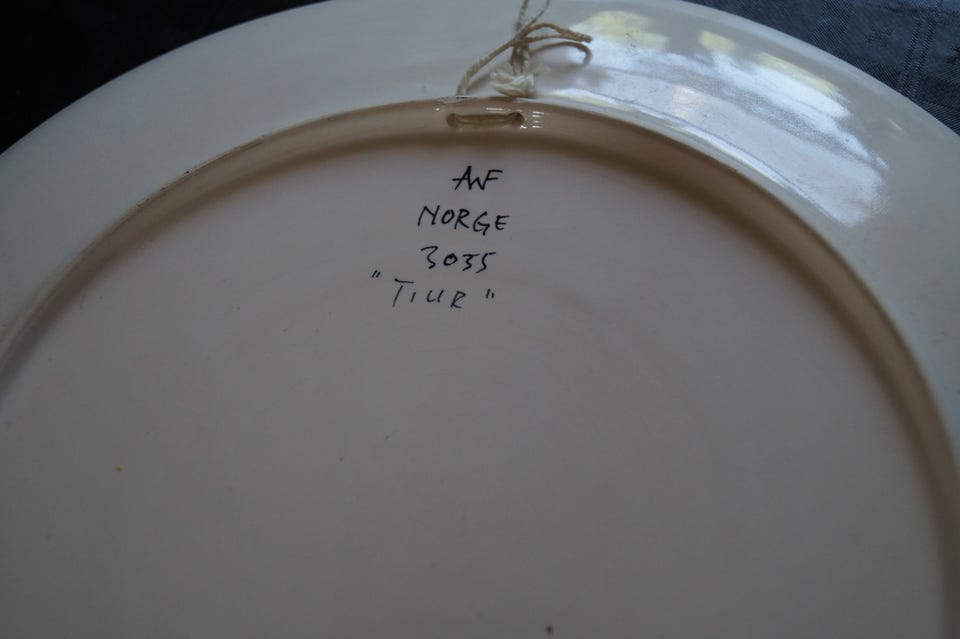 AWF
NORGE
3035
"TIUR"